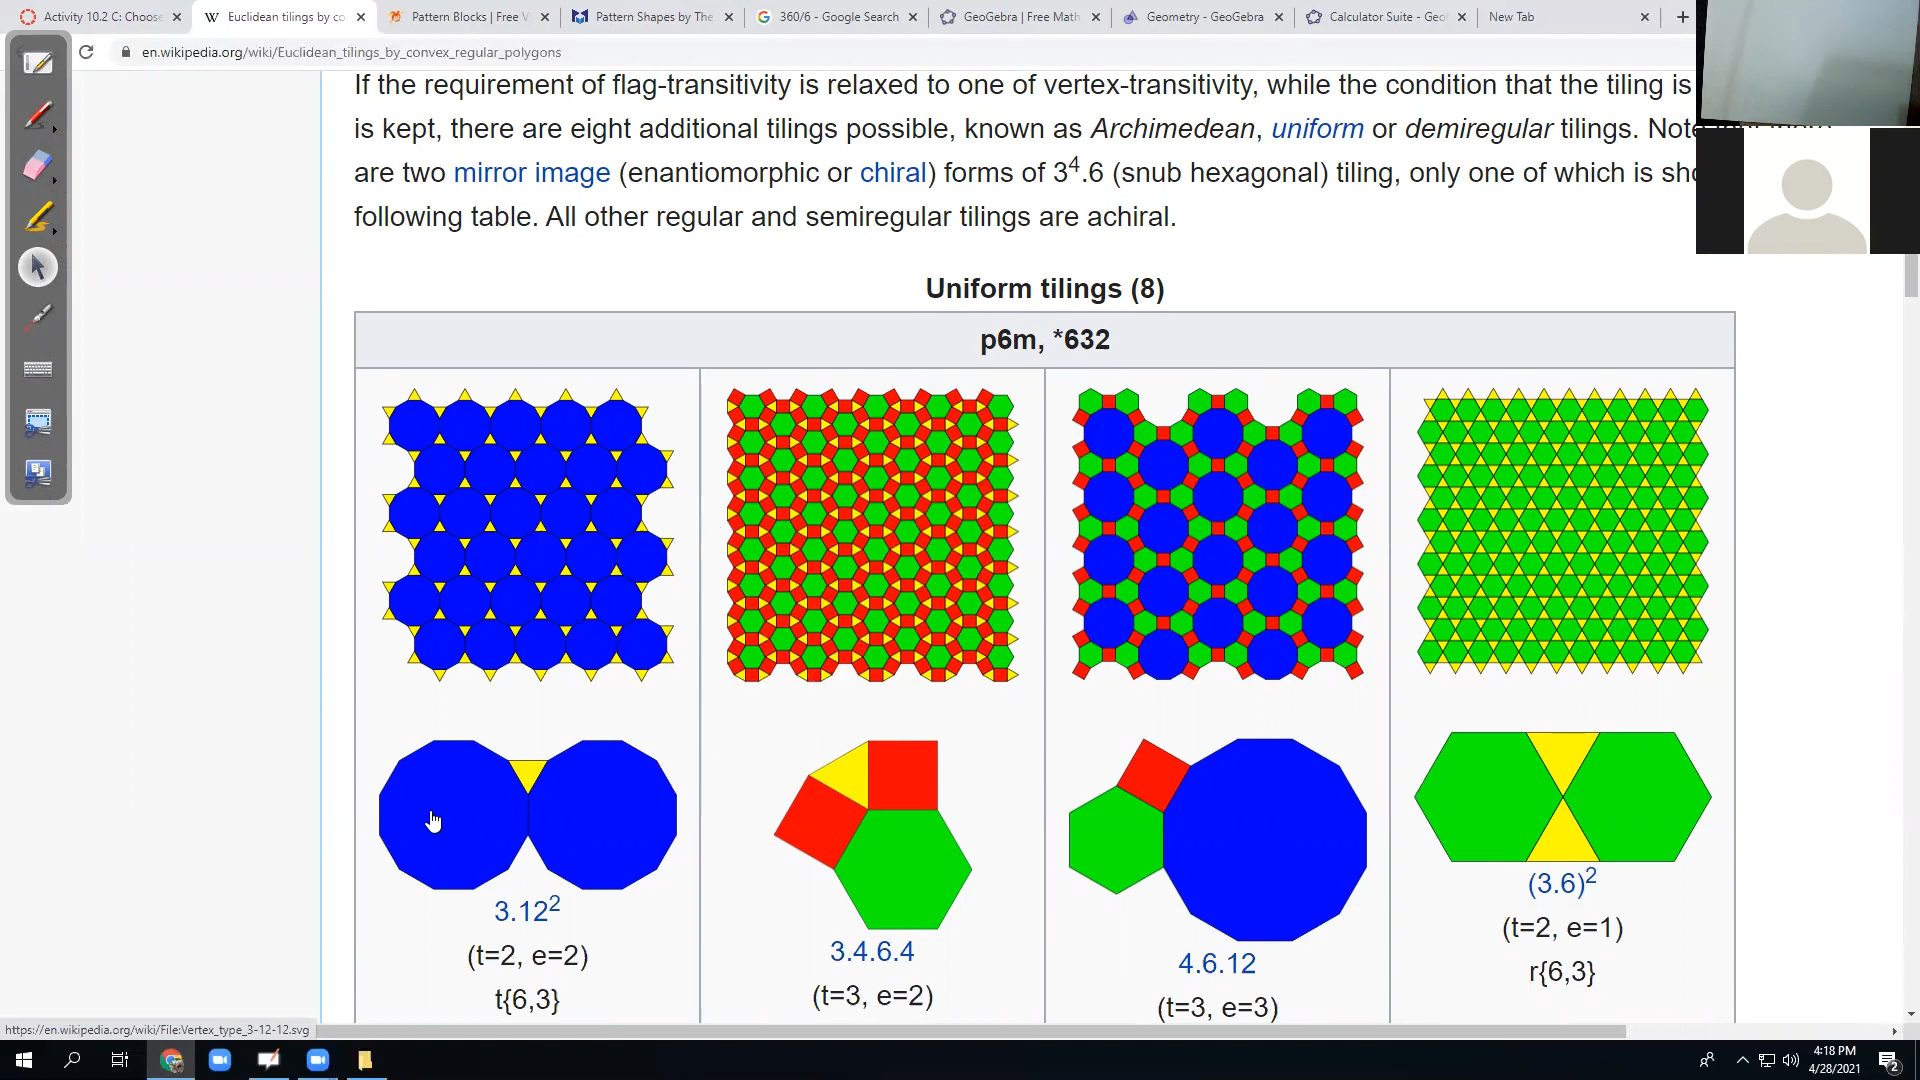 Activity 10.2 C: Choose
Euclidean tilings by co
Pattern Blocks | Free V
Pattern Shapes by The
360/6 - Google Search
GeoGebra | Free Math
Geometry - GeoGebra
Calculator Suite - Geo
New Tab
en.wikipedia.org/wiki/Euclidean_tilings_by_convex_regular_polygons
If the requirement of flag-transitivity is relaxed to one of vertex-transitivity, while the condition that the tiling is
is kept, there are eight additional tilings possible, known as Archimedean, uniform or demiregular tilings. Note
are two mirror image (enantiomorphic or chiral) forms of 3⁴.6 (snub hexagonal) tiling, only one of which is
following table. All other regular and semiregular tilings are achiral.
Uniform tilings (8)
p6m, *632
3.12²
(t=2, e=2)
t{6,3}
3.4.6.4
(t=3, e=2)
4.6.12
(t=3, e=3)
(3.6)²
(t=2, e=1)
r{6,3}
https://en.wikipedia.org/wiki/File:Vertex_type_3-12-12.svg
4:18 PM
4/28/2021
2